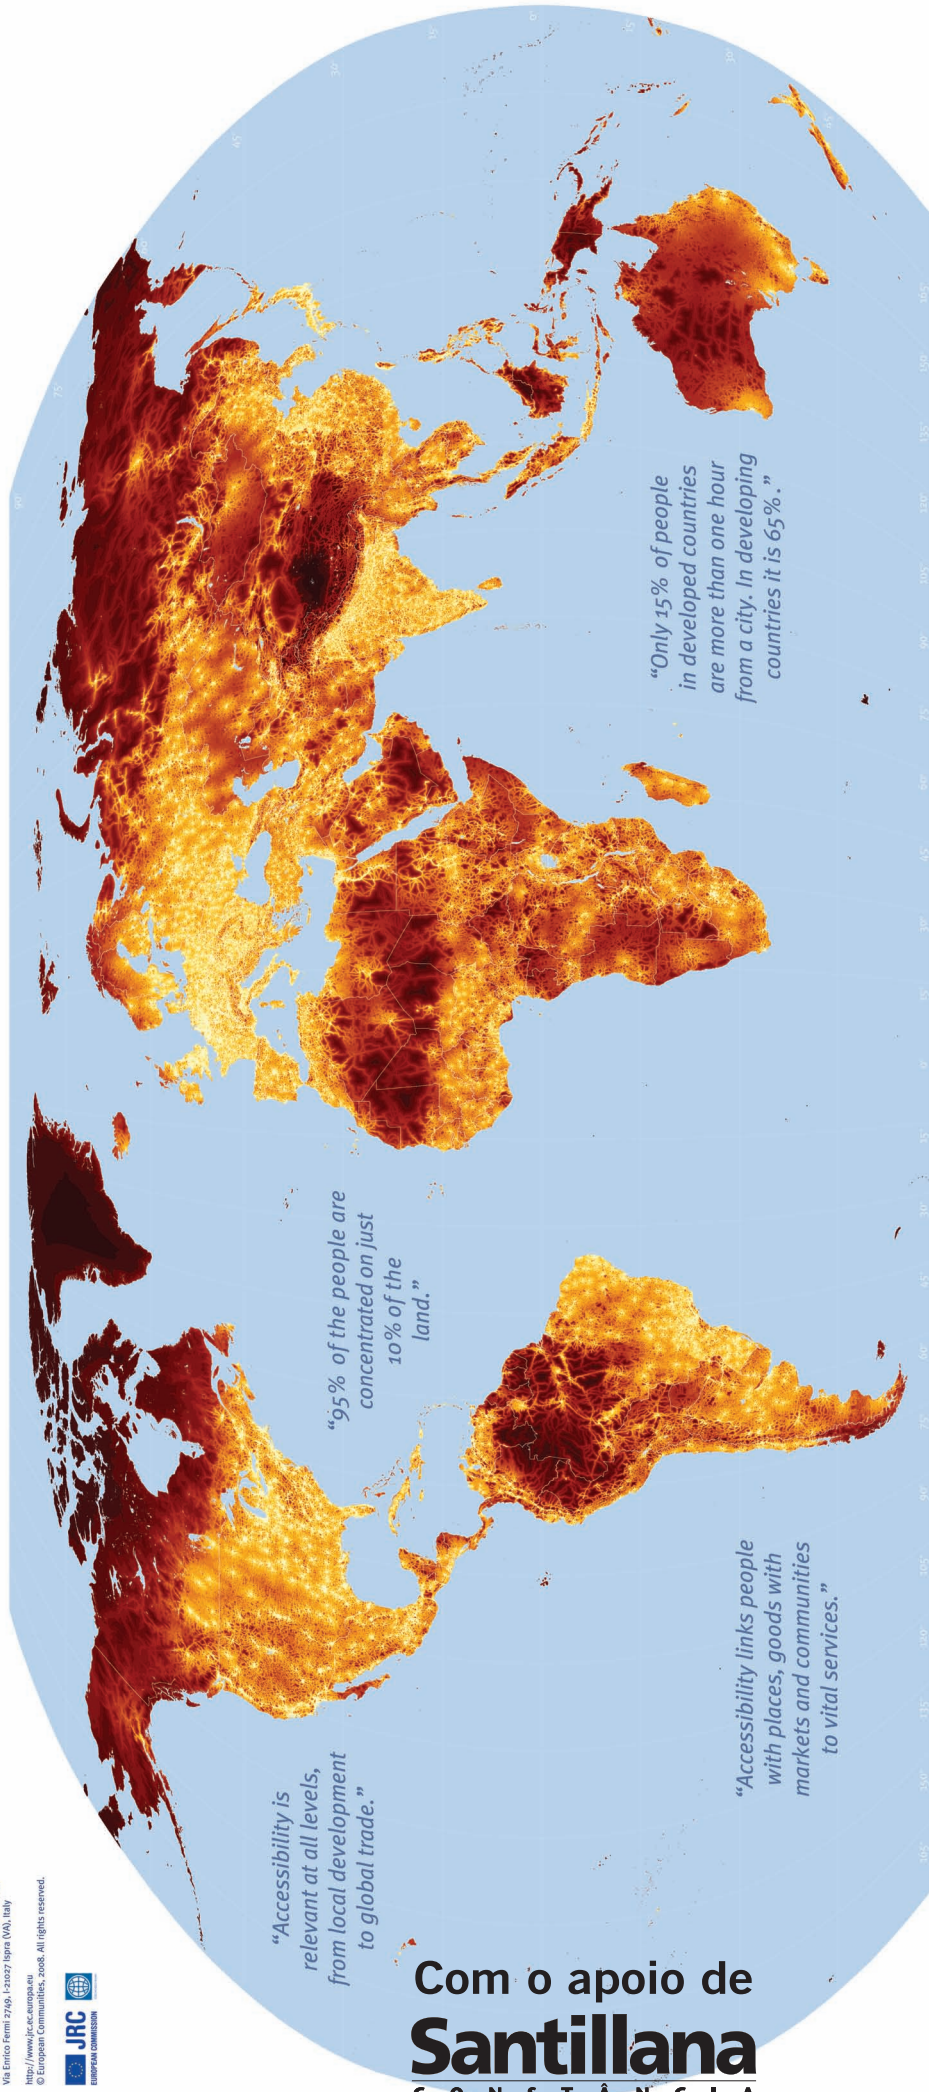 Via Enrico Fermi 2749, I-21027 Ispra (VA), Italy
http://www.jrc.ec.europa.eu
© European Communities, 2008. All rights reserved.
JRC
EUROPEAN COMMISSION
“Accessibility is
relevant at all levels,
from local development
to global trade.”
“95% of the people are
concentrated on just
10% of the
land.”
“Accessibility links people
with places, goods with
markets and communities
to vital services.”
“Only 15% of people
in developed countries
are more than one hour
from a city. In developing
countries it is 65%.”
Com o apoio de
Santillana
CONSTÂNCIA